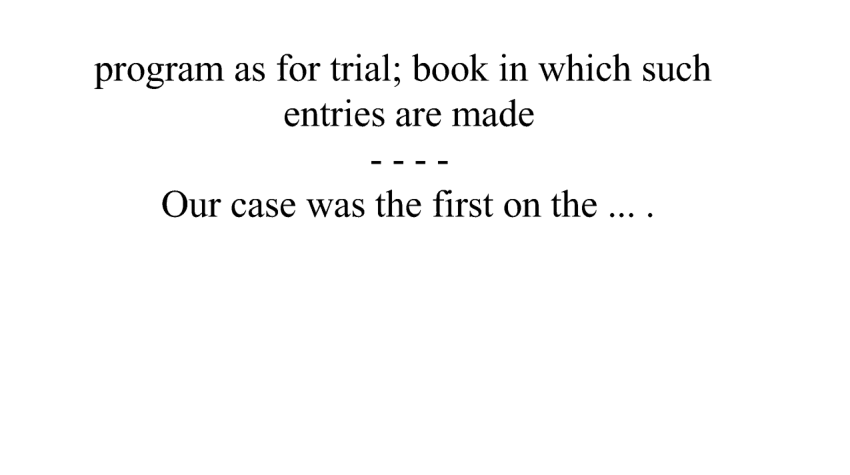 program as for trial; book in which such
entries are made
- - - -
Our case was the first on the ... .